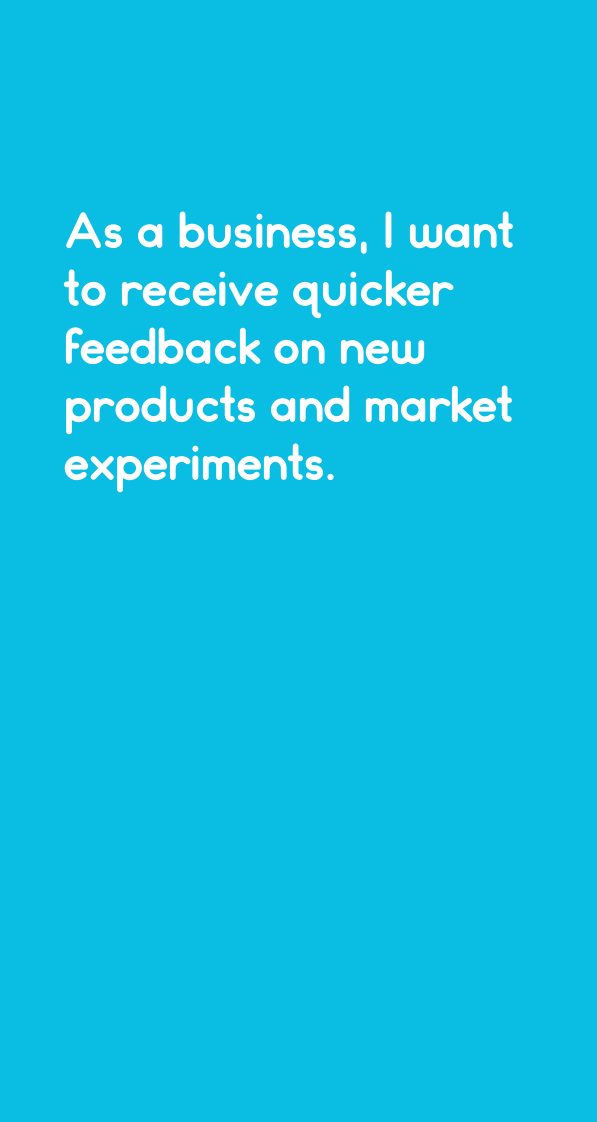 As a business, I want
to receive quicker
feedback on new
products and market
experiments.